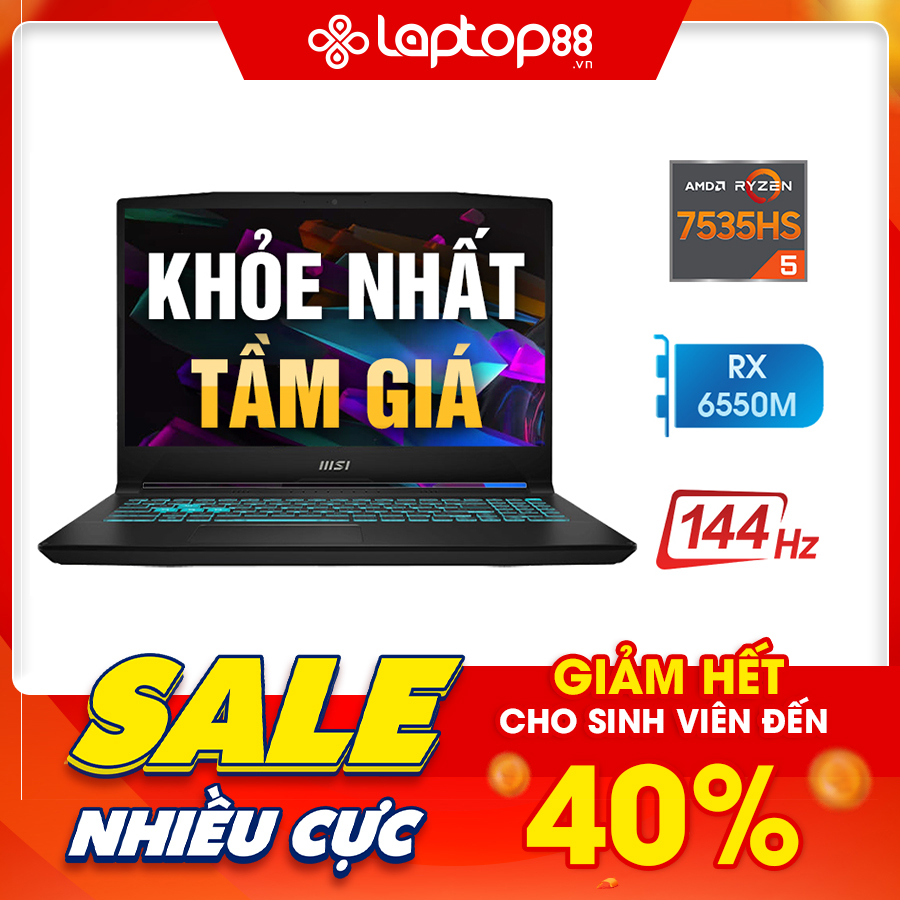 Laptop88
.vn
KHỎE NHẤT
TẦM GIÁ
msi
AMD RYZEN
7535HS
5
RX
6550M
144Hz
SALE
NHIỀU CỰC
GIẢM HẾT
CHO SINH VIÊN ĐẾN
40%